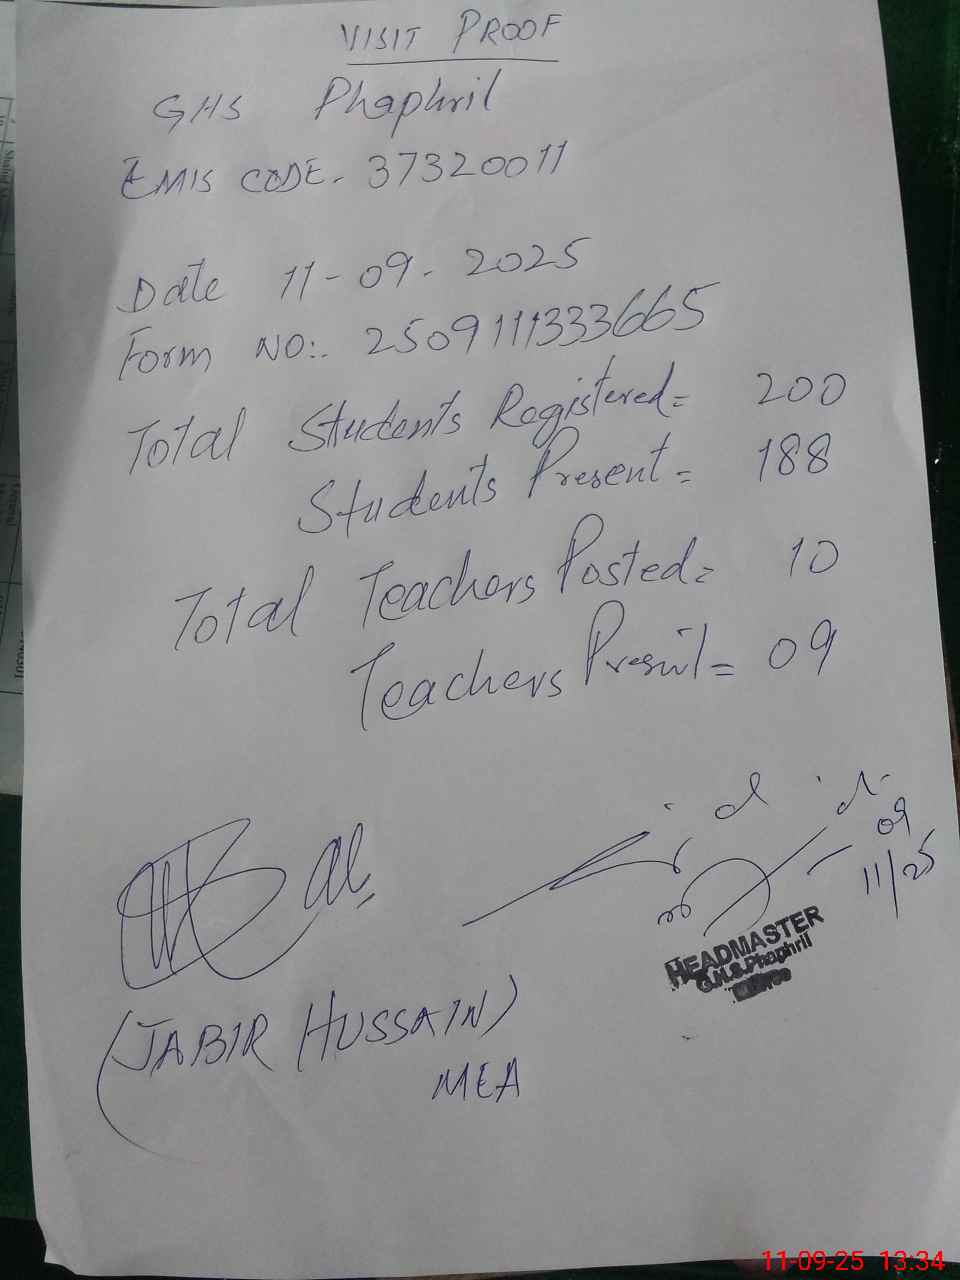 VISIT PROOF
GHS Phaphril
EMIS CODE. 37320011
Date 11-09-2025
Form NO:. 2509111333665
Total Students Registered= 200
Students Present= 188
Total Teachers Posted= 10
Teachers Present= 09
09
11/25
HEADMASTER
G.H.S. Phaphril
(JABIR HUSSAIN)
MEA
11-09-25 13:34